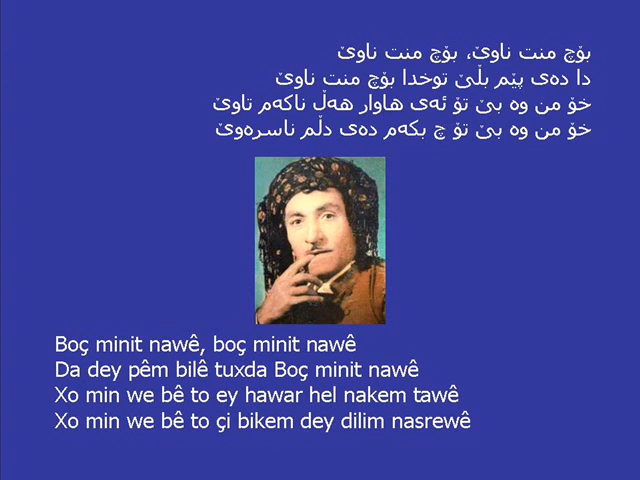 بۆچ منت ناوێ، بۆچ منت ناوێ
دا دەی پێم بڵێ توخدا بۆچ منت ناوێ
خۆ من وە بێ تۆ ئەی هاوار هەڵ ناکەم تاوێ
خۆ من وە بێ تۆ چ بکەم دەی دڵم ناسرەوێ
Boç minit nawê, boç minit nawê
Da dey pêm bilê tuxda Boç minit nawê
Xo min we bê to ey hawar hel nakem tawê
Xo min we bê to çi bikem dey dilim nasrewê